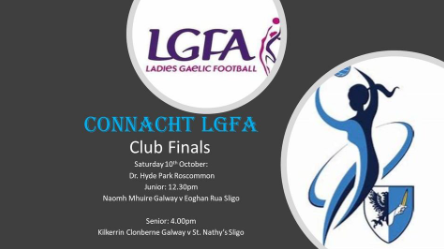 LGFA
LADIES GAELIC FOOTBALL
CONNACHT LGFA
Club Finals
Saturday 10th October:
Dr. Hyde Park Roscommon
Junior: 12.30pm
Naomh Mhuire Galway v Eoghan Rua Sligo
Senior: 4.00pm
Kilkerrin Clonberne Galway v St. Nathy's Sligo